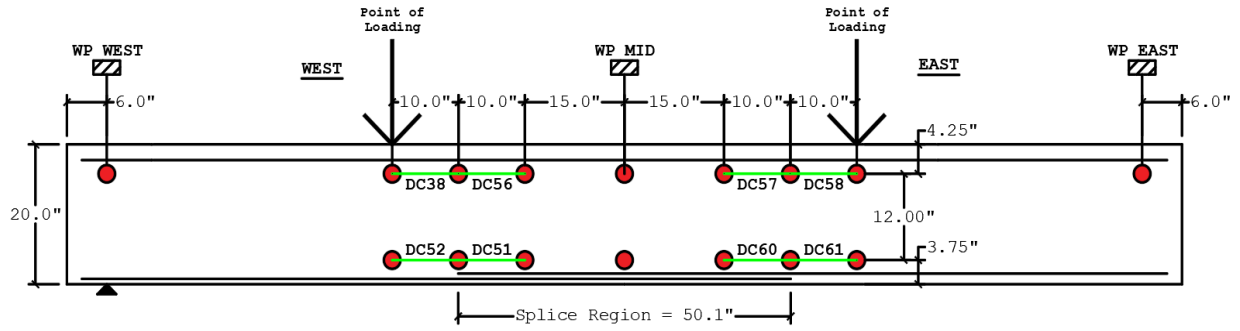 Point of
Loading
Point of
Loading
WP WEST
WEST
WP MID
EAST
WP EAST
6.0"
10.0"
10.0"
15.0"
15.0"
10.0"
10.0"
6.0"
4.25"
DC38
DC56
DC57
DC58
20.0"
12.00"
DC52
DC51
DC60
DC61
3.75"
Splice Region = 50.1"